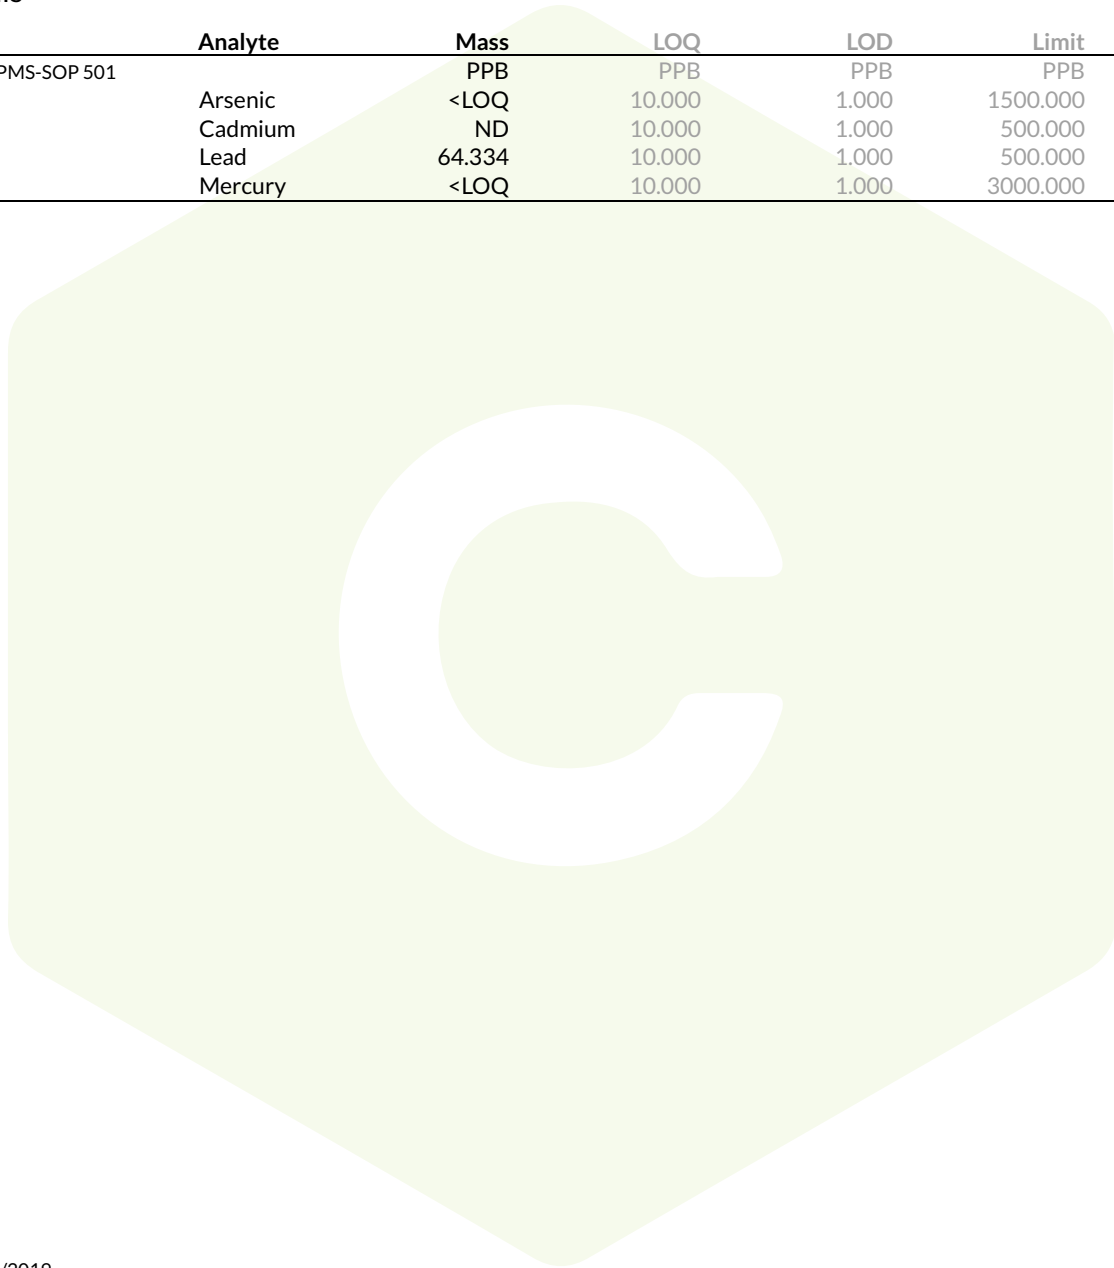 Analyte Mass LOQ LOD Limit
PMS-SOP 501 PPB PPB PPB PPB
Arsenic <LOQ 10.000 1.000 1500.000
Cadmium ND 10.000 1.000 500.000
Lead 64.334 10.000 1.000 500.000
Mercury <LOQ 10.000 1.000 3000.000
C
/2019